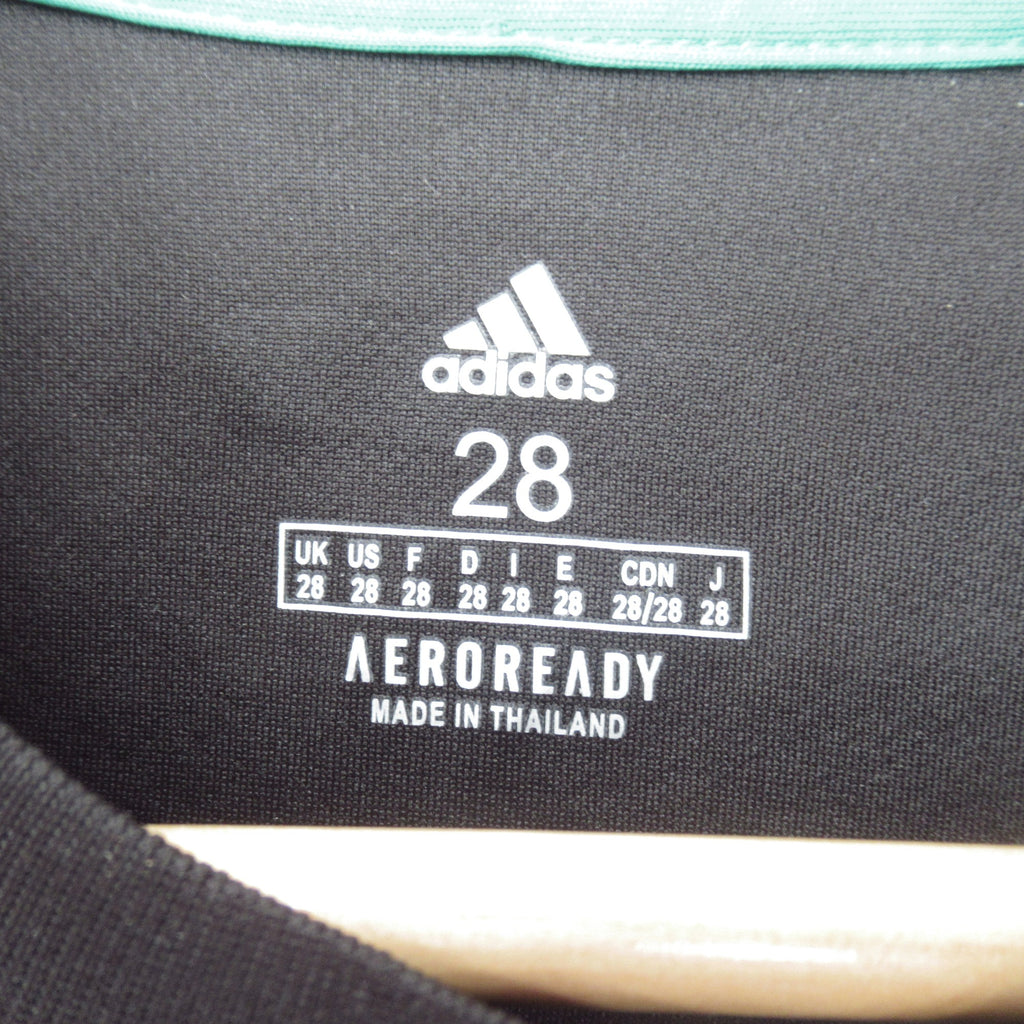 adidas
28
UK US F D I E CDN J
28 28 28 28 28 28 28/28 28
AEROREADY
MADE IN THAILAND